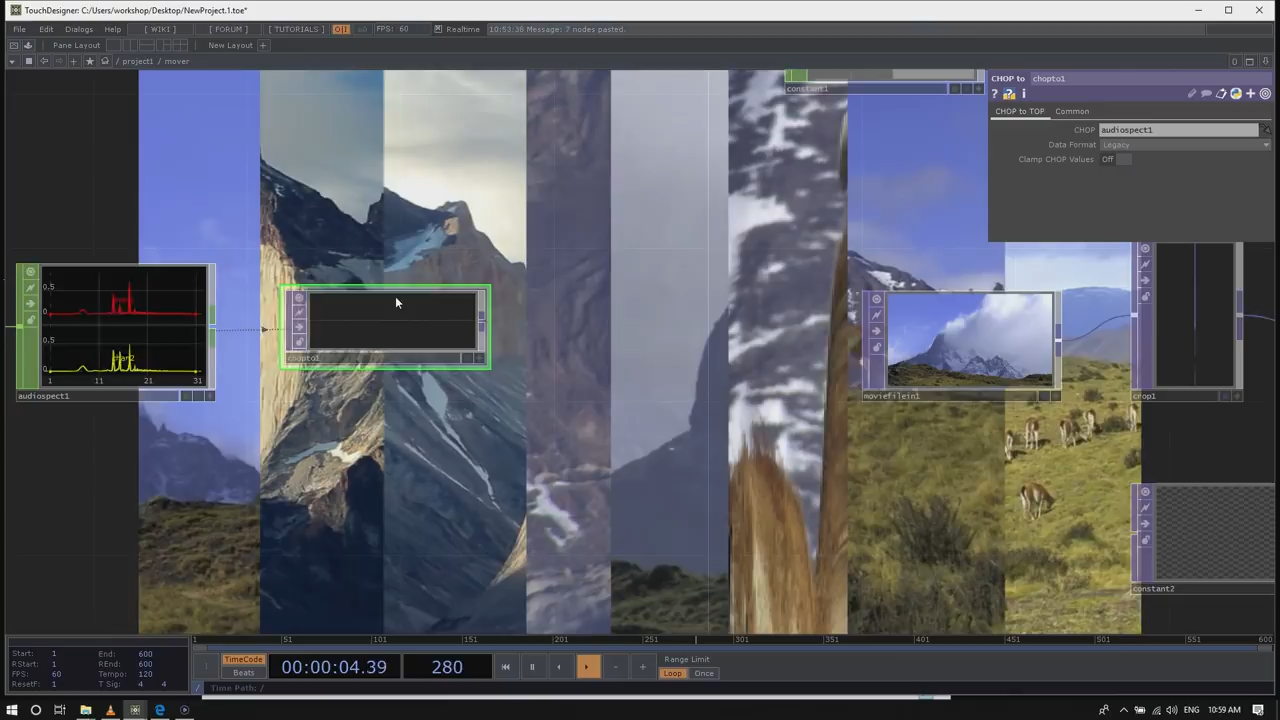 TouchDesigner: C:/Users/workshop/Desktop/NewProject.1.toe*
File Edit Dialogs Help [ WIKI ] [ FORUM ] [ TUTORIALS ] O|I FPS: 60 Realtime 10:53:38 Message: 7 nodes pasted.
Pane Layout New Layout +
/ project1 / mover 0
constant1
CHOP to chopto1
? i
CHOP to TOP Common
CHOP audiospect1
Data Format Legacy
Clamp CHOP Values Off
0.5
0
0.5
0
1 11 21 31
audiospect1
chopto1
moviefilein1
crop1
constant2
1 51 101 151 201 251 301 351 401 451 501 551 600
Start: 1 End: 600
RStart: 1 REnd: 600
FPS: 60 Tempo: 120
ResetF: 1 T Sig: 4 4
TimeCode
Beats
00:00:04.39 280
Range Limit
Loop Once
/ Time Path: /
10:59 AM